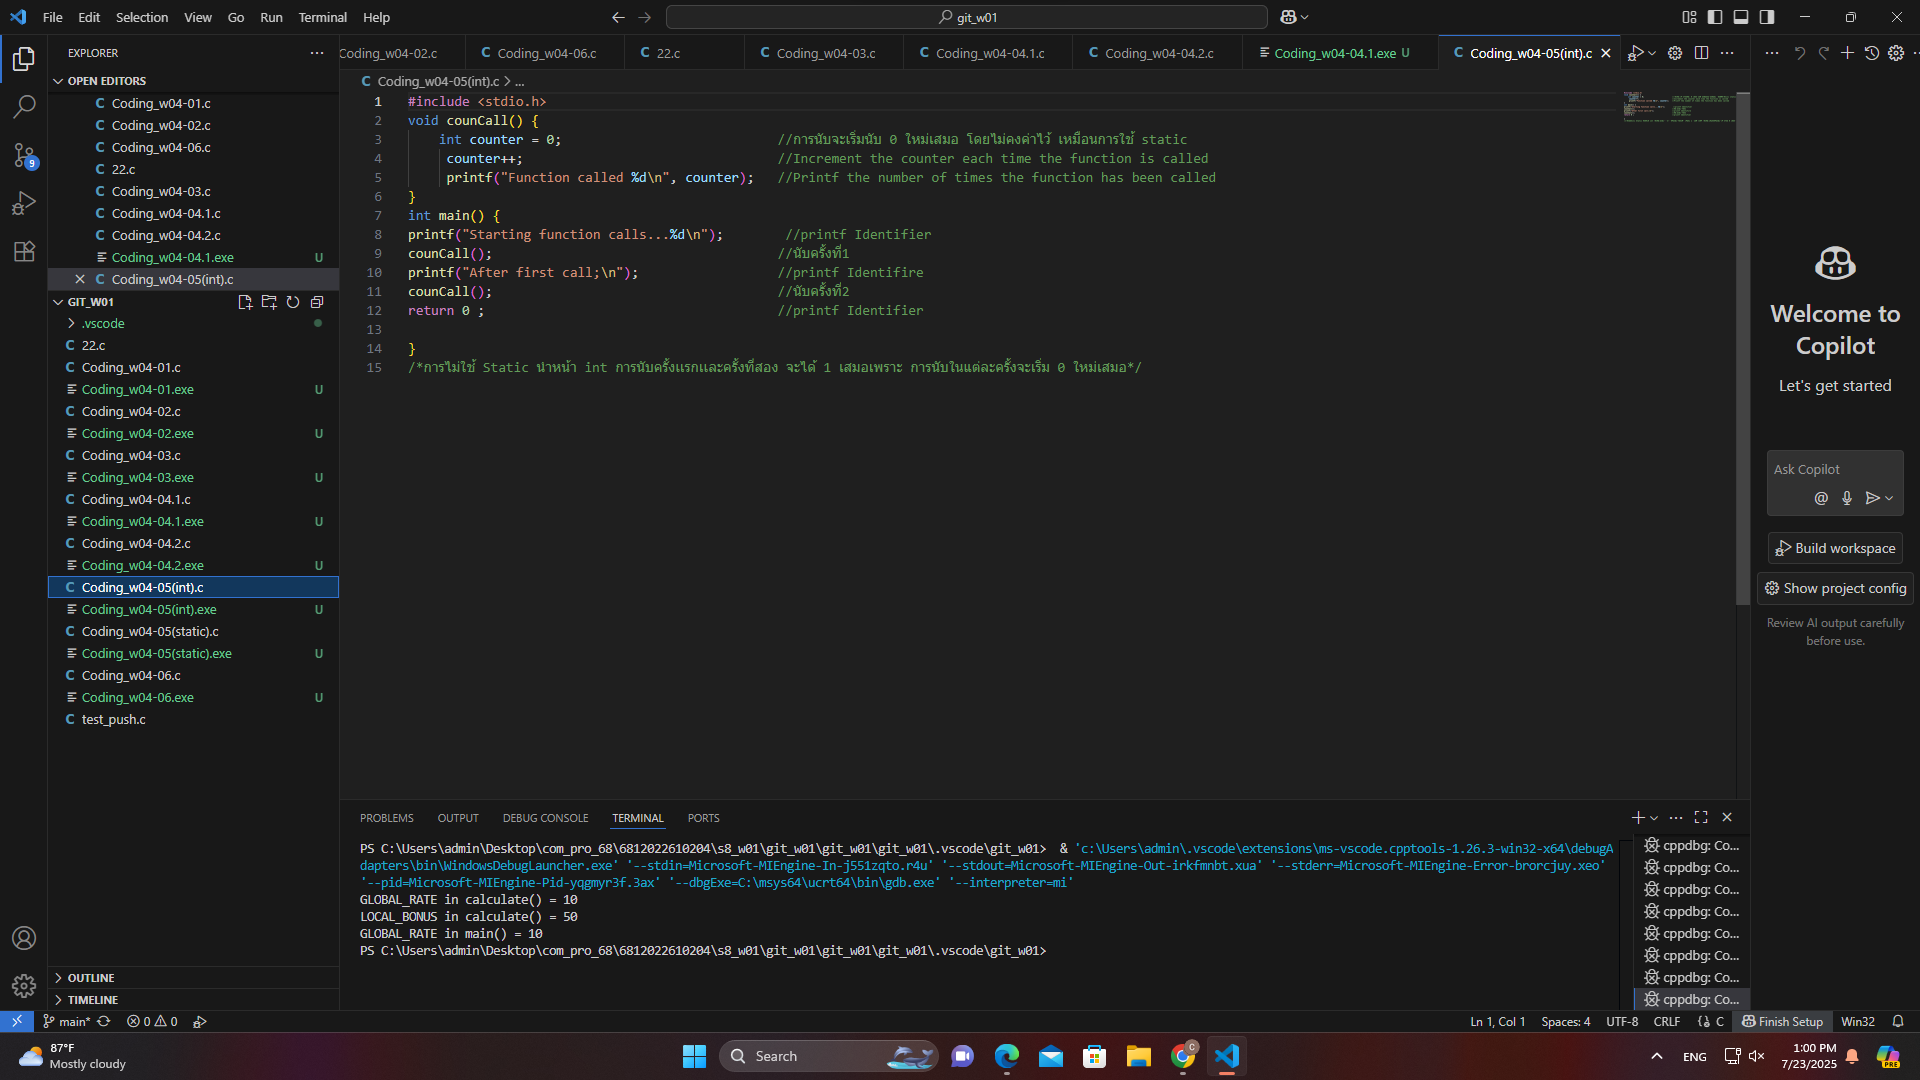 File Edit Selection View Go Run Terminal Help
git_w01
EXPLORER
OPEN EDITORS
Coding_w04-01.c
Coding_w04-02.c
Coding_w04-06.c
22.c
Coding_w04-03.c
Coding_w04-04.1.c
Coding_w04-04.2.c
Coding_w04-04.1.exe U
Coding_w04-05(int).c
GIT_W01
.vscode
22.c
Coding_w04-01.c
Coding_w04-01.exe U
Coding_w04-02.c
Coding_w04-02.exe U
Coding_w04-03.c
Coding_w04-03.exe U
Coding_w04-04.1.c
Coding_w04-04.1.exe U
Coding_w04-04.2.c
Coding_w04-04.2.exe U
Coding_w04-05(int).c
Coding_w04-05(int).exe U
Coding_w04-05(static).c
Coding_w04-05(static).exe U
Coding_w04-06.c
Coding_w04-06.exe U
test_push.c
OUTLINE
TIMELINE
9
Coding_w04-02.c Coding_w04-06.c 22.c Coding_w04-03.c Coding_w04-04.1.c Coding_w04-04.2.c Coding_w04-04.1.exe U Coding_w04-05(int).c
Coding_w04-05(int).c > ...
1 #include <stdio.h>
2 void counCall() {
3 int counter = 0; //การนับจะเริ่มนับ 0 ใหม่เสมอ โดยไม่คงค่าไว้ เหมือนการใช้ static
4 counter++; //Increment the counter each time the function is called
5 printf("Function called %d\n", counter); //Printf the number of times the function has been called
6 }
7 int main() {
8 printf("Starting function calls...%d\n"); //printf Identifier
9 counCall(); //นับครั้งที่1
10 printf("After first call;\n"); //printf Identifire
11 counCall(); //นับครั้งที่2
12 return 0 ; //printf Identifier
13
14 }
15 /*การไม่ใช้ Static นำหน้า int การนับครั้งแรกและครั้งที่สอง จะได้ 1 เสมอเพราะ การนับในแต่ละครั้งจะเริ่ม 0 ใหม่เสมอ*/
PROBLEMS OUTPUT DEBUG CONSOLE TERMINAL PORTS
PS C:\Users\admin\Desktop\com_pro_68\6812022610204\s8_w01\git_w01\git_w01\git_w01\.vscode\git_w01> & 'c:\Users\admin\.vscode\extensions\ms-vscode.cpptools-1.26.3-win32-x64\debugA
dapters\bin\WindowsDebugLauncher.exe' '--stdin=Microsoft-MIEngine-In-j551zqto.r4u' '--stdout=Microsoft-MIEngine-Out-irkfmnbt.xua' '--stderr=Microsoft-MIEngine-Error-brorcjuy.xeo'
'--pid=Microsoft-MIEngine-Pid-yqgmyr3f.3ax' '--dbgExe=C:\msys64\ucrt64\bin\gdb.exe' '--interpreter=mi'
GLOBAL_RATE in calculate() = 10
LOCAL_BONUS in calculate() = 50
GLOBAL_RATE in main() = 10
PS C:\Users\admin\Desktop\com_pro_68\6812022610204\s8_w01\git_w01\git_w01\git_w01\.vscode\git_w01>
cppdbg: Co...
cppdbg: Co...
cppdbg: Co...
cppdbg: Co...
cppdbg: Co...
cppdbg: Co...
cppdbg: Co...
cppdbg: Co...
Welcome to
Copilot
Let's get started
Ask Copilot
Build workspace
Show project config
Review AI output carefully
before use.
main* 0 0 Ln 1, Col 1 Spaces: 4 UTF-8 CRLF {} C Finish Setup Win32
87°F
Mostly cloudy
Search
C
PRE
ENG
1:00 PM
7/23/2025